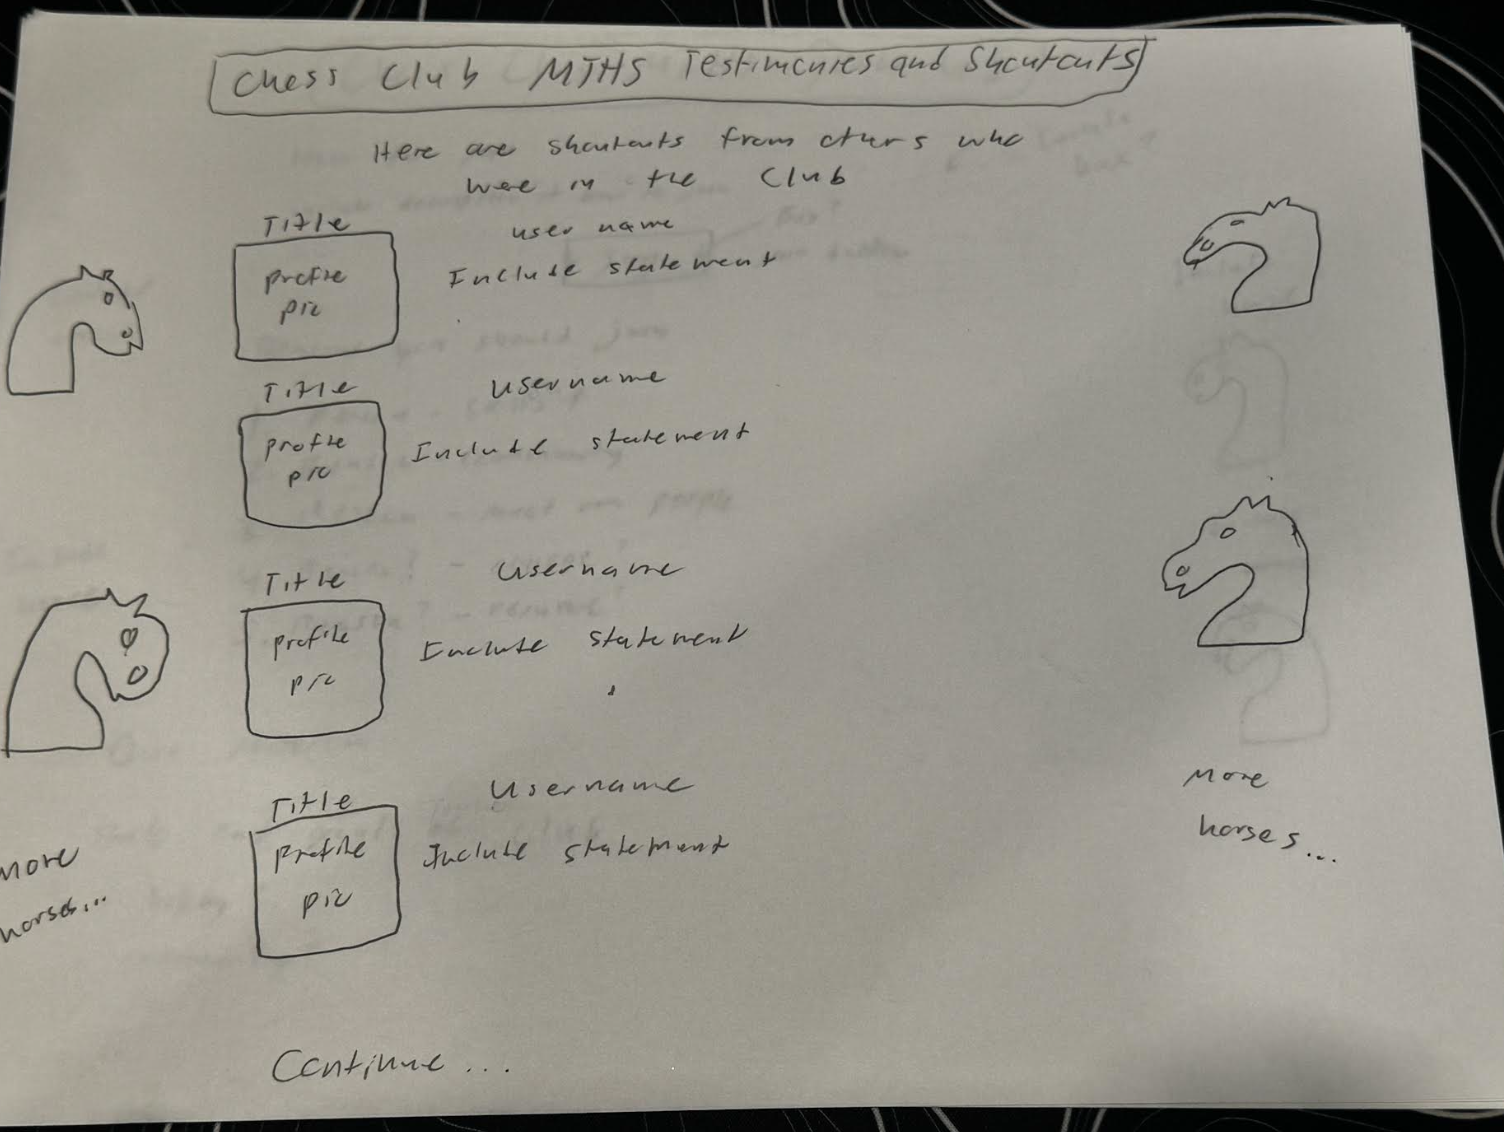 Chess Club MTHS Testimonies and Shoutouts
Here are shoutouts from others who
were in the Club
Title
user name
profile
pic
Include statement
Title
Username
profile
pic
Include statement
Title
Username
profile
pic
Include statement
Title
Username
profile
pic
Include statement
More
horses...
More
horses...
Continue...